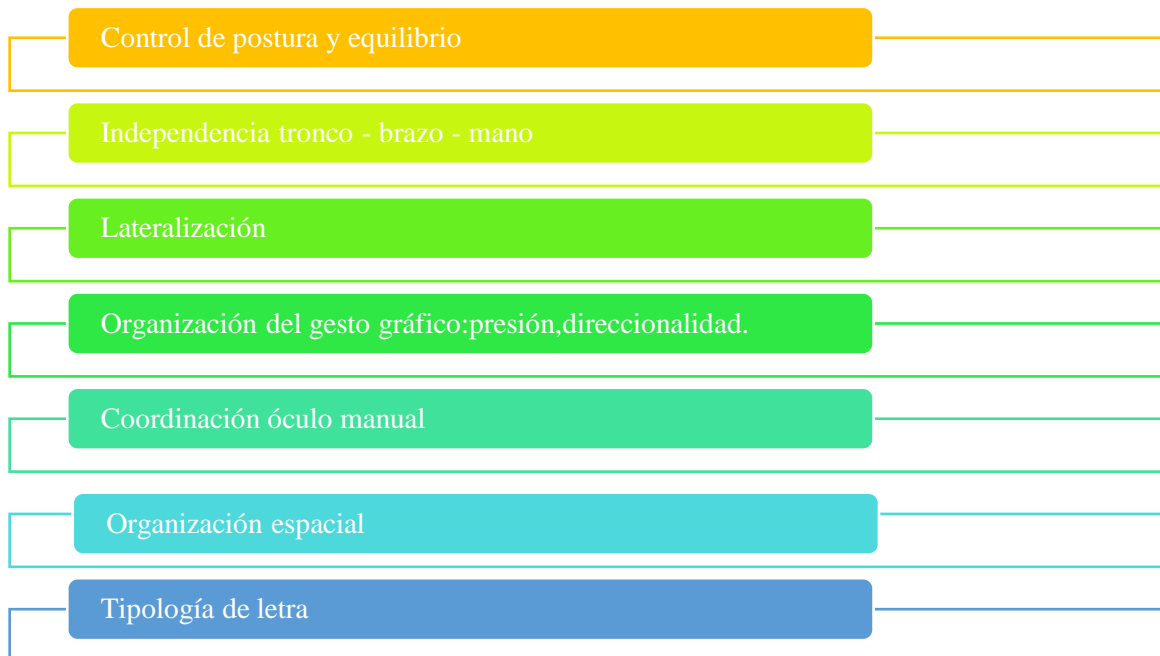 Control de postura y equilibrio
Independencia tronco - brazo - mano
Lateralización
Organización del gesto gráfico:presión,direccionalidad.
Coordinación óculo manual
Organización espacial
Tipología de letra